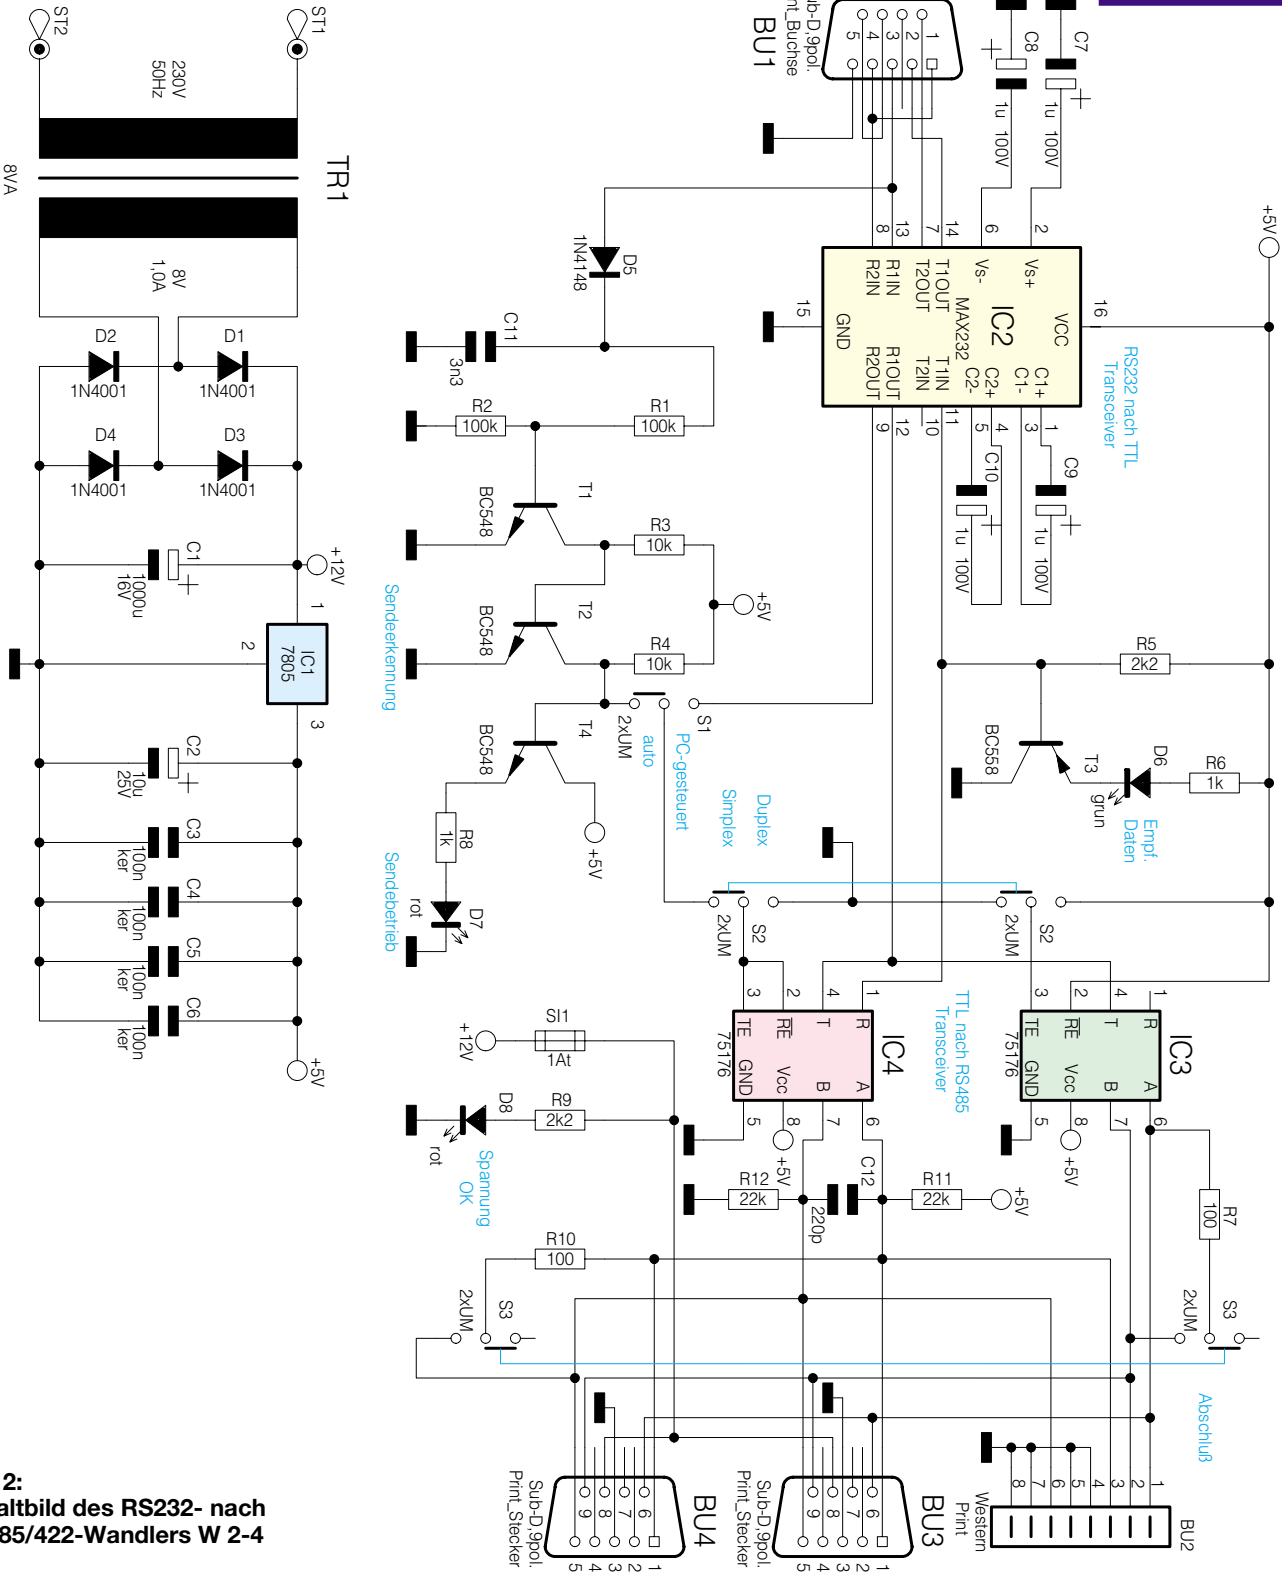 ST2
ST1
230V
50Hz
TR1
8VA
8V
1,0A
D2
1N4001
D1
1N4001
D4
1N4001
D3
1N4001
C1
1000u
16V
+12V
1
2
3
IC1
7805
C2
10u
25V
C3
100n
ker
C4
100n
ker
C5
100n
ker
C6
100n
ker
+5V
ub-D,9pol.
nt_Buchse
BU1
5
4
3
2
1
C8
1u 100V
C7
1u 100V
+5V
D5
1N4148
C11
3n3
R2
100k
R1
100k
8
13
7
14
6
2
15
16
R2IN
R1IN
T2OUT
T1OUT
Vs-
Vs+
GND
MAX232
IC2
VCC
R2OUT
R1OUT
T2IN
T1IN
C2-
C2+
C1-
C1+
9
12
10
11
5
4
3
1
RS232 nach TTL
Transceiver
C10
1u 100V
C9
1u 100V
T1
BC548
R3
10k
T2
BC548
R4
10k
+5V
Sendeerkennung
T4
BC548
+5V
S1
2xUM
PC-gesteuert
auto
R8
1k
D7
rot
Sendebetrieb
R5
2k2
T3
BC558
D6
grun
R6
1k
Empf.
Daten
Duplex
Simplex
S2
2xUM
S2
2xUM
3
2
4
1
TE
RE
T
R
75176
IC4
GND
Vcc
B
A
5
8
7
6
+5V
TTL nach RS485
Transceiver
3
2
4
1
TE
RE
T
R
75176
IC3
GND
Vcc
B
A
5
8
7
6
+5V
+12V
SI1
1At
D8
rot
R9
2k2
Spannung
OK
R12
22k
C12
220p
R11
22k
+5V
R7
100
R10
100
S3
2xUM
S3
2xUM
Abschluß
BU4
Sub-D,9pol.
Print_Stecker
9
8
7
6
5
4
3
2
1
BU3
Sub-D,9pol.
Print_Stecker
9
8
7
6
5
4
3
2
1
BU2
Western
Print
8
7
6
5
4
3
2
1
2:
altbild des RS232- nach
85/422-Wandlers W 2-4